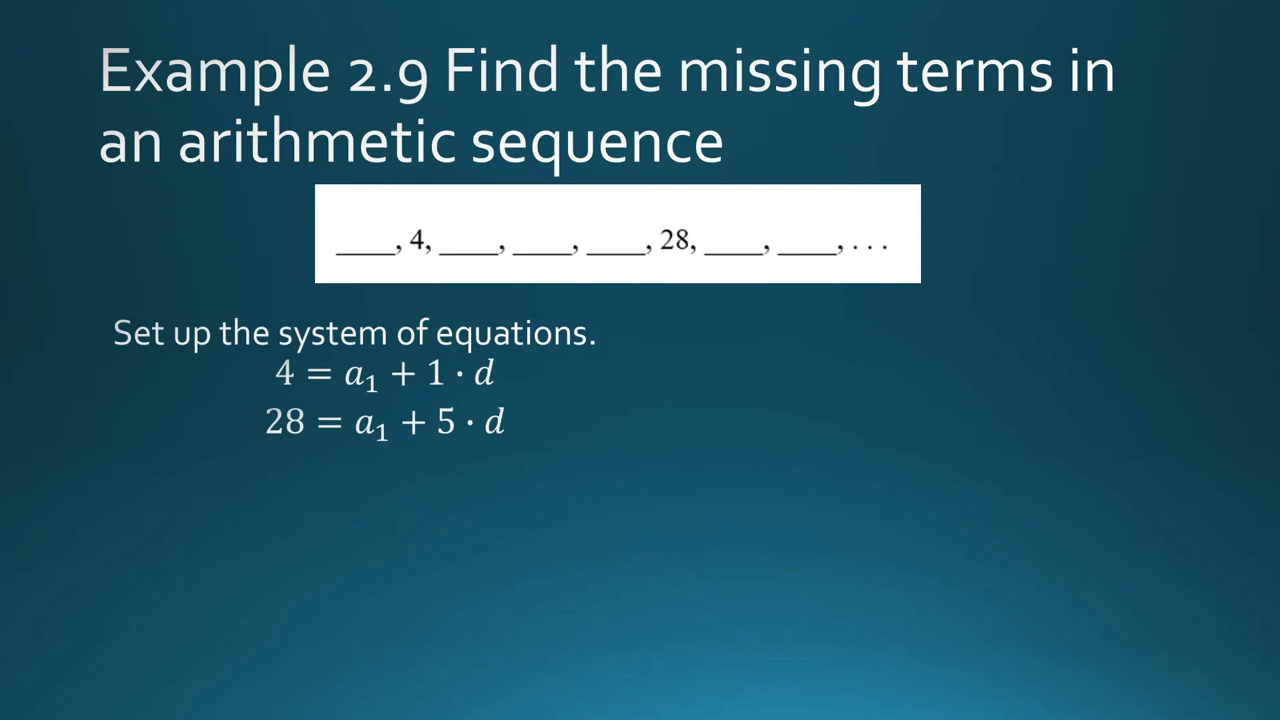 Example 2.9 Find the missing terms in
an arithmetic sequence
____, 4, ____, ____, ____, 28, ____, ____, . . .
Set up the system of equations.
4 = a₁ + 1 · d
28 = a₁ + 5 · d